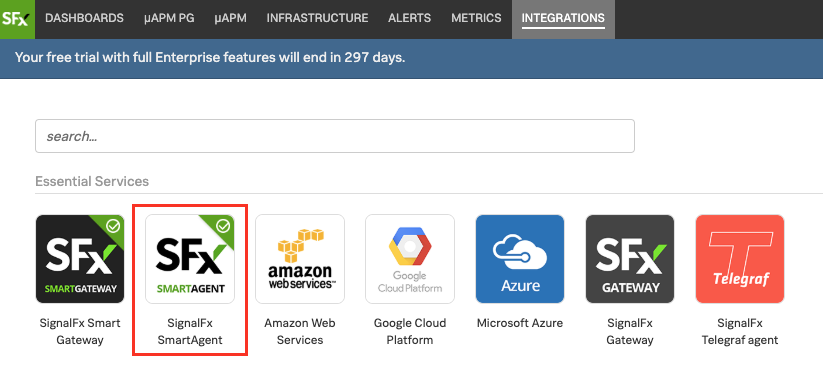 SFx DASHBOARDS µAPM PG µAPM INFRASTRUCTURE ALERTS METRICS INTEGRATIONS
Your free trial with full Enterprise features will end in 297 days.
search...
Essential Services
SFx
SMARTGATEWAY
SFx
SMARTAGENT
amazon
web services™
Google
Cloud Platform
Azure
SFx
GATEWAY
Telegraf
SignalFx Smart
Gateway
SignalFx
SmartAgent
Amazon Web
Services
Google Cloud
Platform
Microsoft Azure
SignalFx
Gateway
SignalFx
Telegraf agent